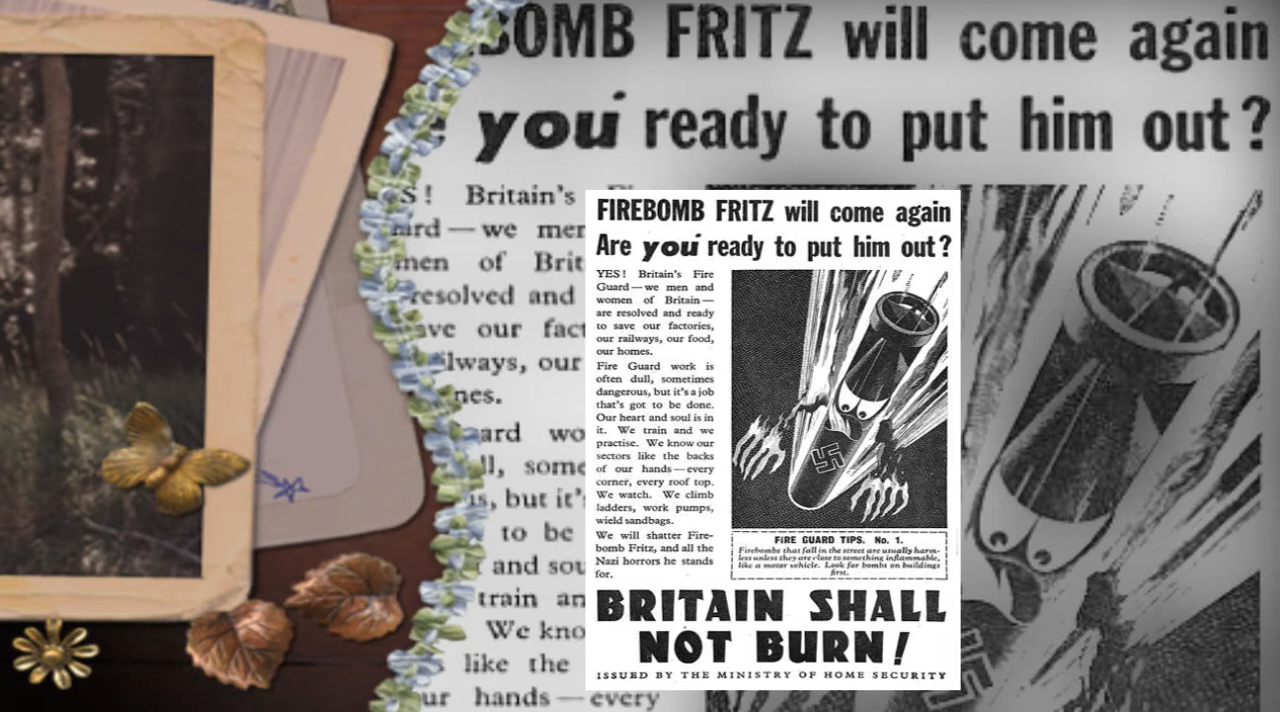 BOMB FRITZ will come again
you ready to put him out?
S! Britain's
ard — we mer
men of Brit
resolved and
ave our fact
lways, our
nes.
ard wo
ll, some
is, but it's
to be
and sou
train an
We kno
like the
ur hands — every
FIREBOMB FRITZ will come again
Are you ready to put him out?
YES! Britain's Fire
Guard — we men and
women of Britain —
are resolved and ready
to save our factories,
our railways, our food,
our homes.
Fire Guard work is
often dull, sometimes
dangerous, but it's a job
that's got to be done.
Our heart and soul is in
it. We train and we
practise. We know our
sectors like the backs
of our hands — every
corner, every roof top.
We watch. We climb
ladders, work pumps,
wield sandbags.
We will shatter Fire-
bomb Fritz, and all the
Nazi horrors he stands
for.
FIRE GUARD TIPS. No. 1.
Firebombs that fall in the street are usually harm-
less unless they are close to something inflammable,
like a motor vehicle. Look for bombs on buildings
first.
BRITAIN SHALL
NOT BURN!
ISSUED BY THE MINISTRY OF HOME SECURITY